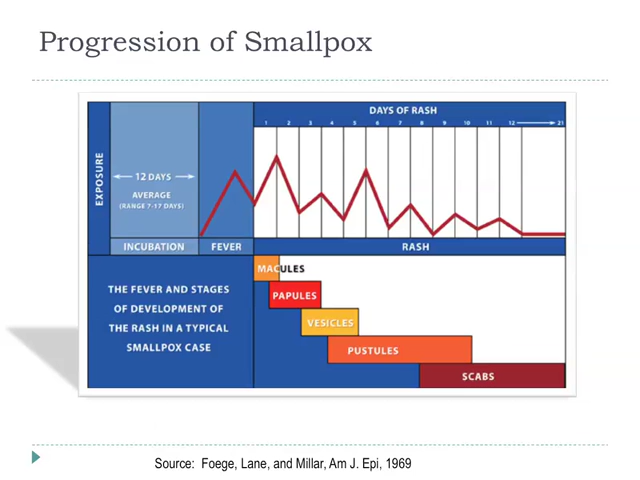 Progression of Smallpox
DAYS OF RASH
1 2 3 4 5 6 7 8 9 10 11 12 21
EXPOSURE
12 DAYS
AVERAGE
(RANGE 7-17 DAYS)
INCUBATION FEVER RASH
MACULES
THE FEVER AND STAGES
OF DEVELOPMENT OF
THE RASH IN A TYPICAL
SMALLPOX CASE
PAPULES
VESICLES
PUSTULES
SCABS
Source: Foege, Lane, and Millar, Am J. Epi, 1969